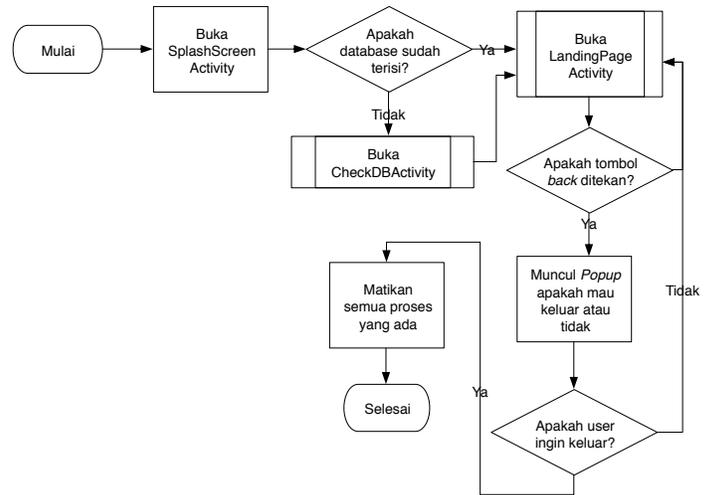 Mulai
Buka
SplashScreen
Activity
Apakah
database sudah
terisi?
Ya
Buka
LandingPage
Activity
Tidak
Buka
CheckDBActivity
Apakah tombol
back ditekan?
Ya
Muncul Popup
apakah mau
keluar atau
tidak
Tidak
Apakah user
ingin keluar?
Ya
Matikan
semua proses
yang ada
Selesai